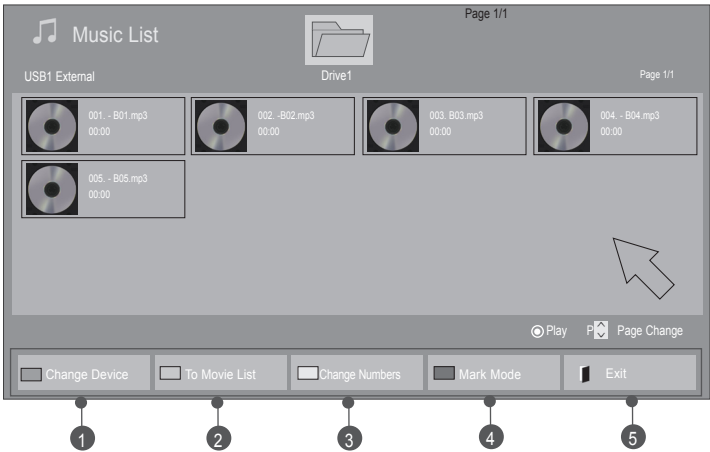 Page 1/1
Music List
USB1 External
Drive1
Page 1/1
001. - B01.mp3
00:00
002. -B02.mp3
00:00
003. B03.mp3
00:00
004. - B04.mp3
00:00
005. - B05.mp3
00:00
Play P Page Change
Change Device
To Movie List
Change Numbers
Mark Mode
Exit
1
2
3
4
5